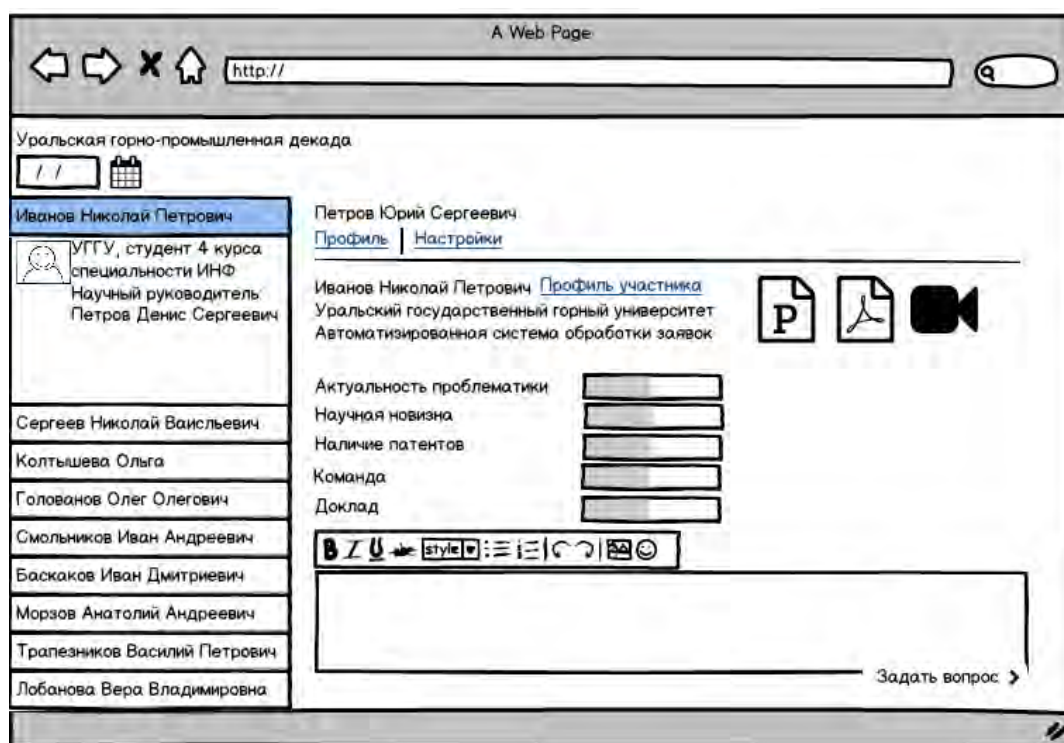 A Web Page
http://
Уральская горно-промышленная декада
/ /
Иванов Николай Петрович
УГГУ, студент 4 курса
специальности ИНФ
Научный руководитель
Петров Денис Сергеевич
Сергеев Николай Ваисльевич
Колтышева Ольга
Голованов Олег Олегович
Смольников Иван Андреевич
Баскаков Иван Дмитриевич
Морзов Анатолий Андреевич
Трапезников Василий Петрович
Лобанова Вера Владимировна
Петров Юрий Сергеевич
Профиль | Настройки
Иванов Николай Петрович Профиль участника
Уральский государственный горный университет
Автоматизированная система обработки заявок
P
Актуальность проблематики
Научная новизна
Наличие патентов
Команда
Доклад
B I U abc style
Задать вопрос